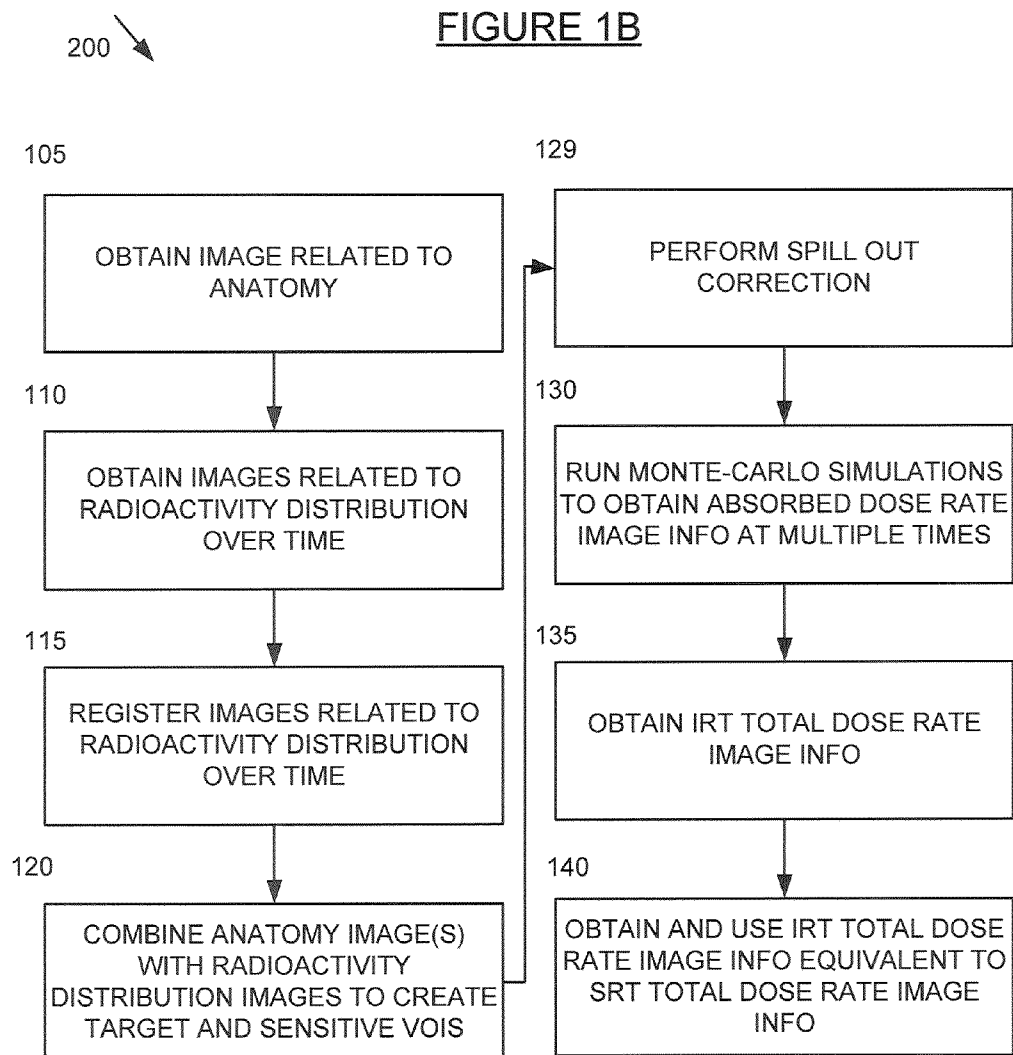 FIGURE 1B
200
105
OBTAIN IMAGE RELATED TO
ANATOMY
110
OBTAIN IMAGES RELATED TO
RADIOACTIVITY DISTRIBUTION
OVER TIME
115
REGISTER IMAGES RELATED TO
RADIOACTIVITY DISTRIBUTION
OVER TIME
120
COMBINE ANATOMY IMAGE(S)
WITH RADIOACTIVITY
DISTRIBUTION IMAGES TO CREATE
TARGET AND SENSITIVE VOIS
129
PERFORM SPILL OUT
CORRECTION
130
RUN MONTE-CARLO SIMULATIONS
TO OBTAIN ABSORBED DOSE RATE
IMAGE INFO AT MULTIPLE TIMES
135
OBTAIN IRT TOTAL DOSE RATE
IMAGE INFO
140
OBTAIN AND USE IRT TOTAL DOSE
RATE IMAGE INFO EQUIVALENT TO
SRT TOTAL DOSE RATE IMAGE
INFO